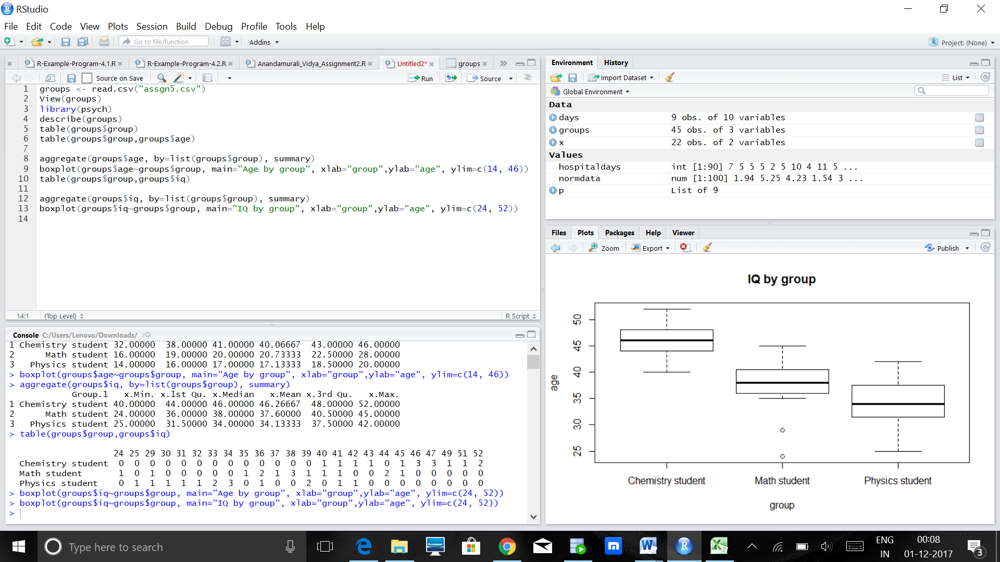 RStudio
File Edit Code View Plots Session Build Debug Profile Tools Help
Go to file/function
Addins
Project: (None)
R-Example-Program-4.1.R R-Example-Program-4.2.R Anandamurali_Vidya_Assignment2.R Untitled2* groups
Source on Save Run Source
1 groups <- read.csv("assgn5.csv")
2 View(groups)
3 library(psych)
4 describe(groups)
5 table(groups$group)
6 table(groups$group,groups$age)
7
8 aggregate(groups$age, by=list(groups$group), summary)
9 boxplot(groups$age~groups$group, main="Age by group", xlab="group",ylab="age", ylim=c(14, 46))
10 table(groups$group,groups$iq)
11
12 aggregate(groups$iq, by=list(groups$group), summary)
13 boxplot(groups$iq~groups$group, main="IQ by group", xlab="group",ylab="age", ylim=c(24, 52))
14
14:1 (Top Level) R Script
Console C:/Users/Lenovo/Downloads/
1 Chemistry student 32.00000 38.00000 41.00000 40.06667 43.00000 46.00000
2 Math student 16.00000 19.00000 20.00000 20.73333 22.50000 28.00000
3 Physics student 14.00000 16.00000 17.00000 17.13333 18.50000 20.00000
> boxplot(groups$age~groups$group, main="Age by group", xlab="group",ylab="age", ylim=c(14, 46))
> aggregate(groups$iq, by=list(groups$group), summary)
Group.1 x.Min. x.1st Qu. x.Median x.Mean x.3rd Qu. x.Max.
1 Chemistry student 40.00000 44.00000 46.00000 46.26667 48.00000 52.00000
2 Math student 24.00000 36.00000 38.00000 37.60000 40.50000 45.00000
3 Physics student 25.00000 31.50000 34.00000 34.13333 37.50000 42.00000
> table(groups$group,groups$iq)
24 25 29 30 31 32 33 34 35 36 37 38 39 40 41 42 43 44 45 46 47 49 51 52
Chemistry student 0 0 0 0 0 0 0 0 0 0 0 0 0 1 1 1 1 0 1 3 3 1 1 2
Math student 1 0 1 0 0 0 0 0 1 2 1 3 1 1 1 0 0 2 1 0 0 0 0 0
Physics student 0 1 1 1 1 1 2 3 0 1 0 0 2 0 1 1 0 0 0 0 0 0 0 0
> boxplot(groups$iq~groups$group, main="Age by group", xlab="group",ylab="age", ylim=c(24, 52))
> boxplot(groups$iq~groups$group, main="IQ by group", xlab="group",ylab="age", ylim=c(24, 52))
>
Environment History
Import Dataset List
Global Environment
Data
days 9 obs. of 10 variables
groups 45 obs. of 3 variables
x 22 obs. of 2 variables
Values
hospitaldays int [1:90] 7 5 5 5 2 5 10 4 11 5 ...
normdata num [1:100] 1.94 5.25 4.23 1.54 3 ...
p List of 9
Files Plots Packages Help Viewer
Zoom Export Publish
IQ by group
50
45
40
35
30
25
age
Chemistry student Math student Physics student
group
Type here to search
lenovo
ENG
IN
00:08
01-12-2017
3